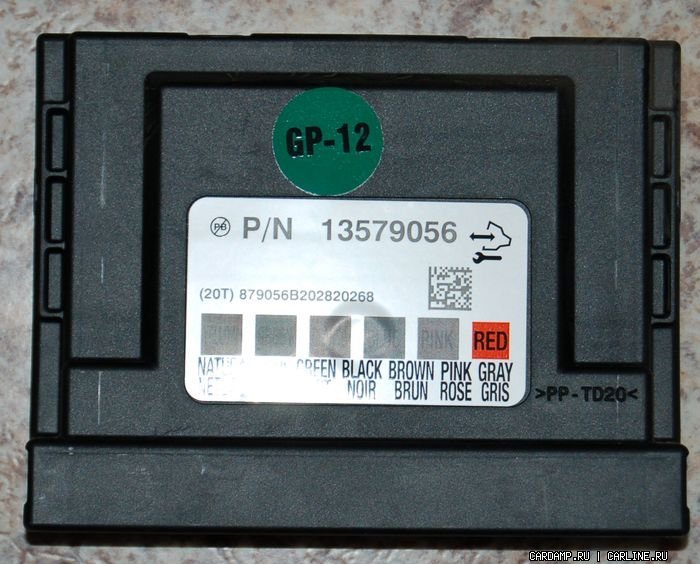 GP-12
PB P/N 13579056
(20T) 879056B202820268
PINK RED
GREEN BLACK BROWN PINK GRAY
NOIR BRUN ROSE GRIS
>PP-TD20<
CARDAMP.RU | CARLINE.RU